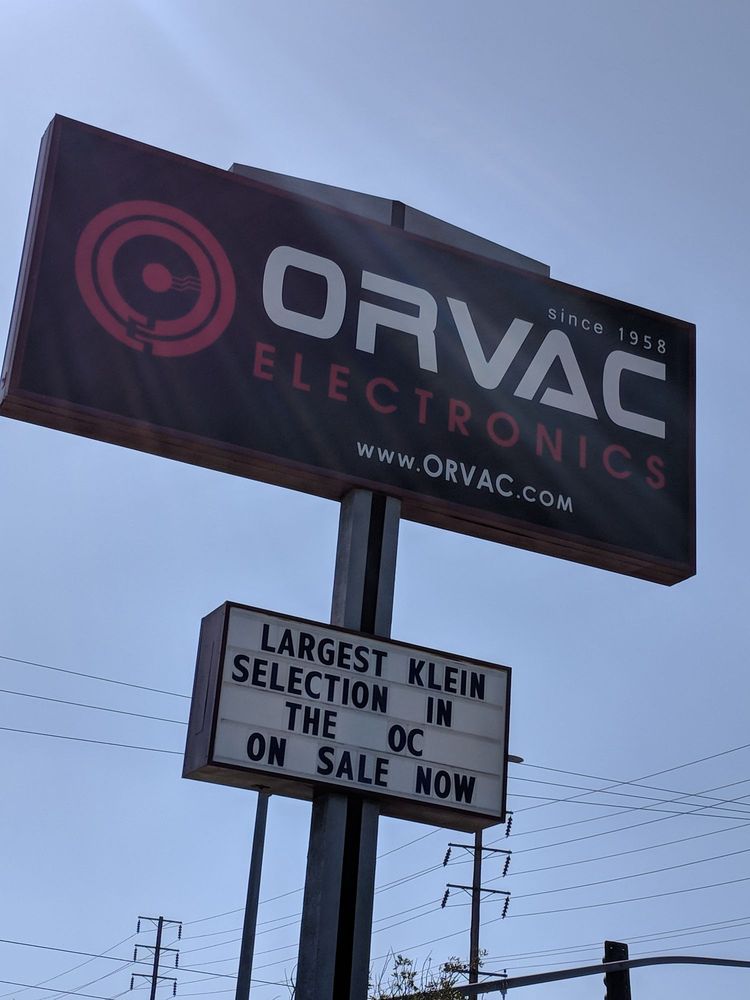 since 1958
ORVAC
ELECTRONICS
www.ORVAC.COM
LARGEST KLEIN
SELECTION IN
THE OC
ON SALE NOW